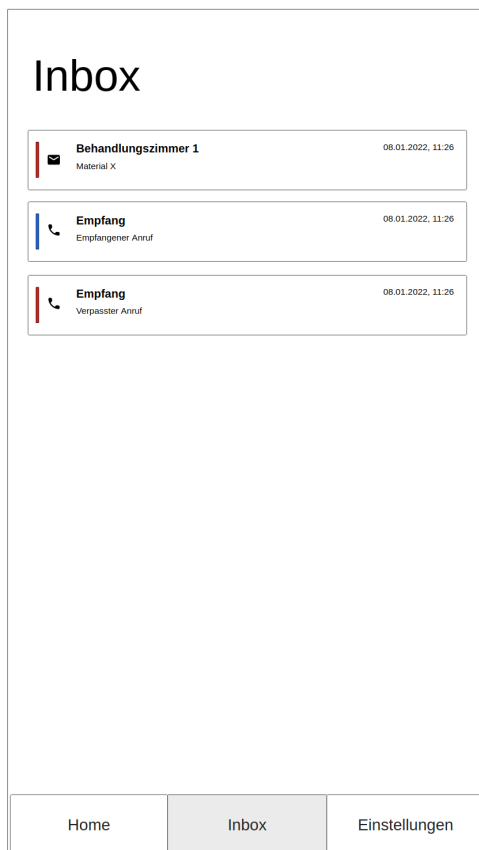 Inbox
Behandlungszimmer 1
08.01.2022, 11:26
Material X
Empfang
08.01.2022, 11:26
Empfangener Anruf
Empfang
08.01.2022, 11:26
Verpasster Anruf
Home
Inbox
Einstellungen